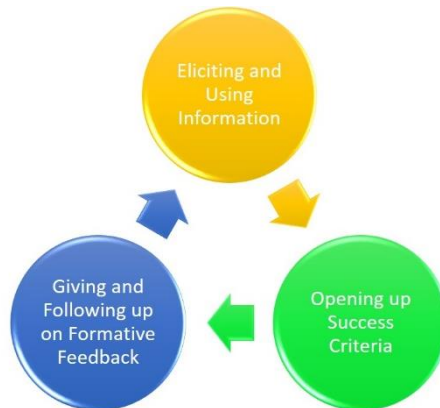 Eliciting and
Using
Information
Opening up
Success
Criteria
Giving and
Following up
on Formative
Feedback